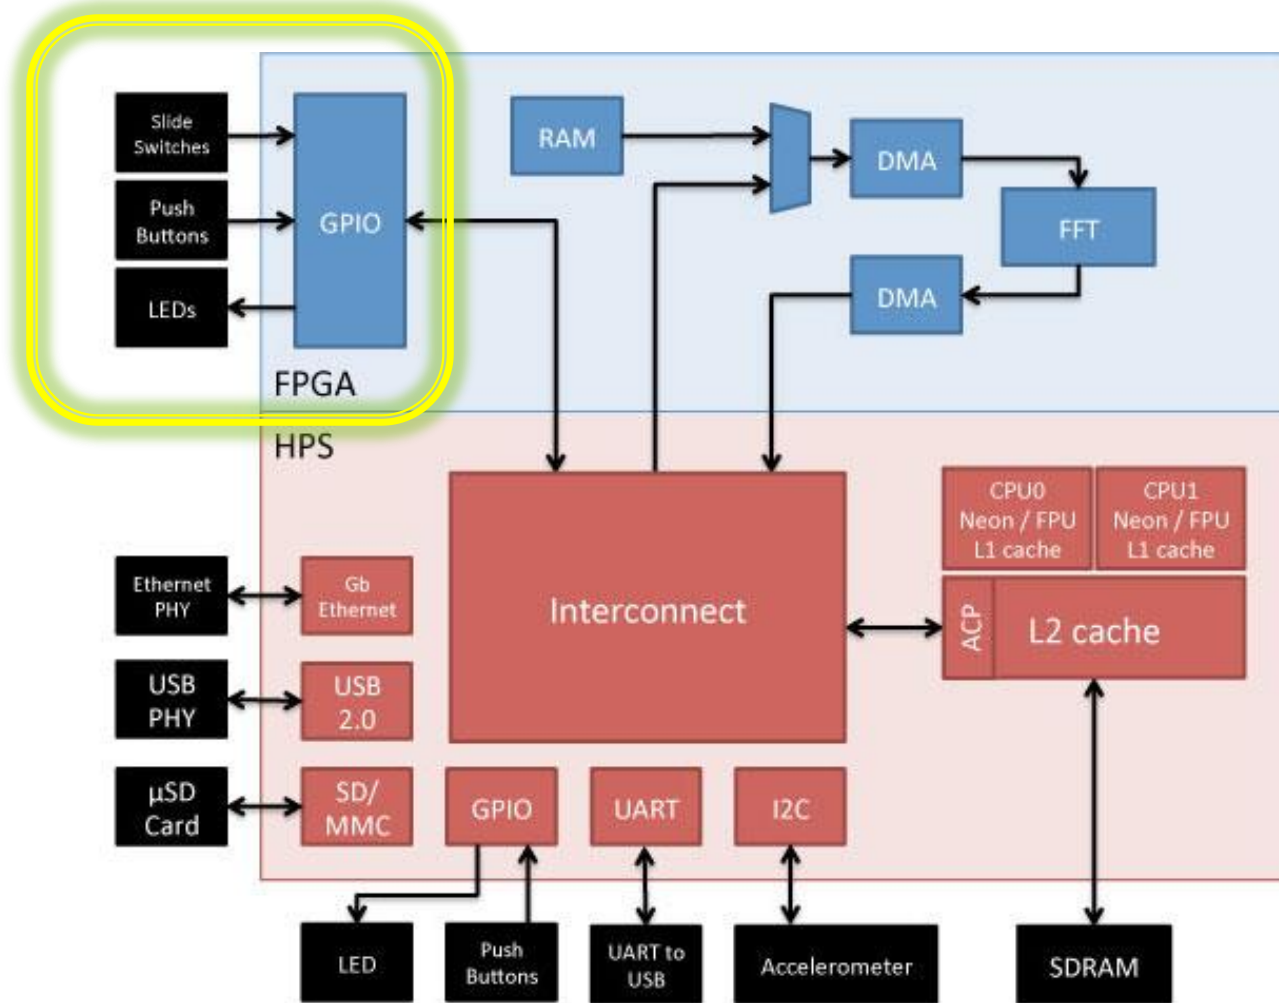 Slide
Switches
Push
Buttons
LEDs
GPIO
RAM
DMA
FFT
DMA
FPGA
HPS
Interconnect
CPU0
Neon / FPU
L1 cache
CPU1
Neon / FPU
L1 cache
ACP
L2 cache
Ethernet
PHY
Gb
Ethernet
USB
PHY
USB
2.0
µSD
Card
SD/
MMC
GPIO
UART
I2C
LED
Push
Buttons
UART to
USB
Accelerometer
SDRAM